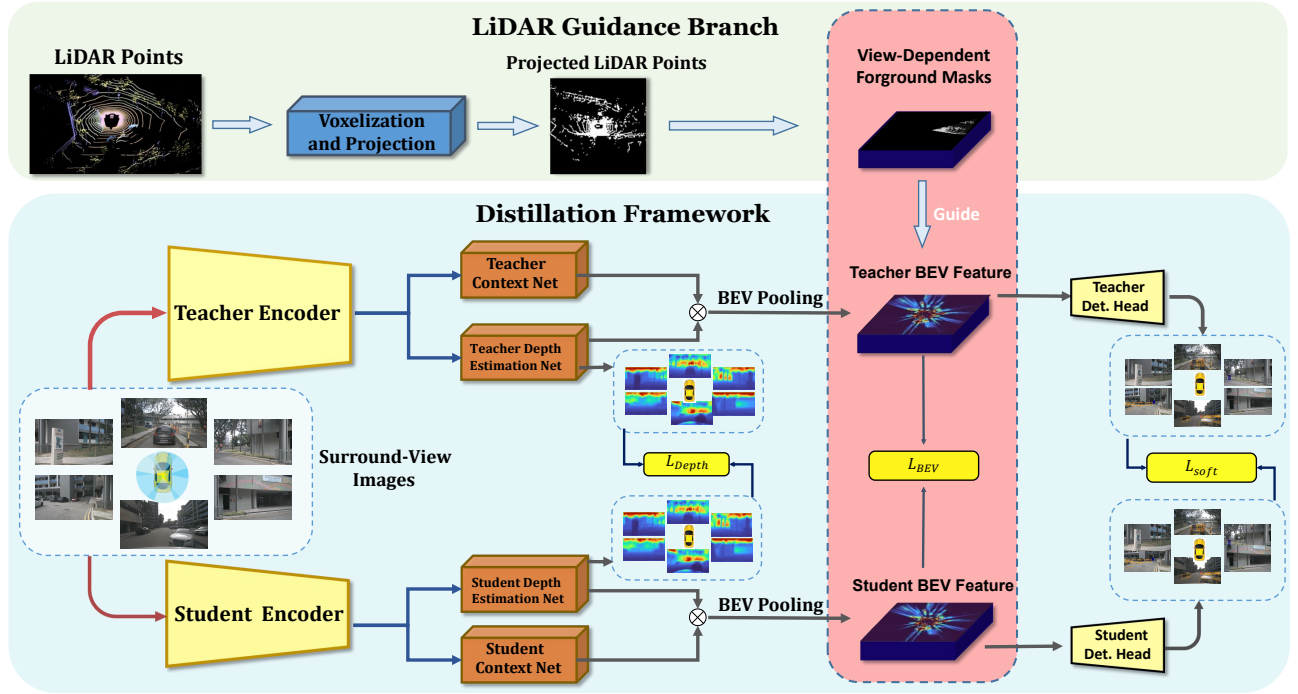 LiDAR Guidance Branch
LiDAR Points
Voxelization
and Projection
Projected LiDAR Points
View-Dependent
Forground Masks
Guide
Distillation Framework
Teacher Encoder
Teacher
Context Net
Teacher Depth
Estimation Net
BEV Pooling
Teacher BEV Feature
Teacher
Det. Head
Surround-View
Images
L_Depth
L_BEV
L_soft
Student Encoder
Student Depth
Estimation Net
Student
Context Net
BEV Pooling
Student BEV Feature
Student
Det. Head